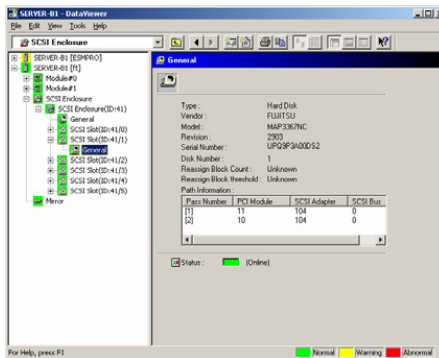 SERVER-B1 - DataViewer
File Edit View Tools Help
SCSI Enclosure
SERVER-B1 [ESMPRO]
SERVER-B1 [ft]
Module#0
Module#1
SCSI Enclosure
SCSI Enclosure(ID:41)
General
SCSI Slot(ID:41/0)
SCSI Slot(ID:41/1)
General
SCSI Slot(ID:41/2)
SCSI Slot(ID:41/3)
SCSI Slot(ID:41/4)
SCSI Slot(ID:41/5)
Mirror
General
Type : Hard Disk
Vendor : FUJITSU
Model : MAP3367NC
Revision : 2903
Serial Number : UPQ9P3A00DS2
Disk Number : 1
Reassign Block Count : Unknown
Reassign Block threshold : Unknown
Path Information :
Pass Number PCI Module SCSI Adapter SCSI Bus
[1] 11 104 0
[2] 10 104 0
Status : (Online)
For Help, press F1
Normal Warning Abnormal